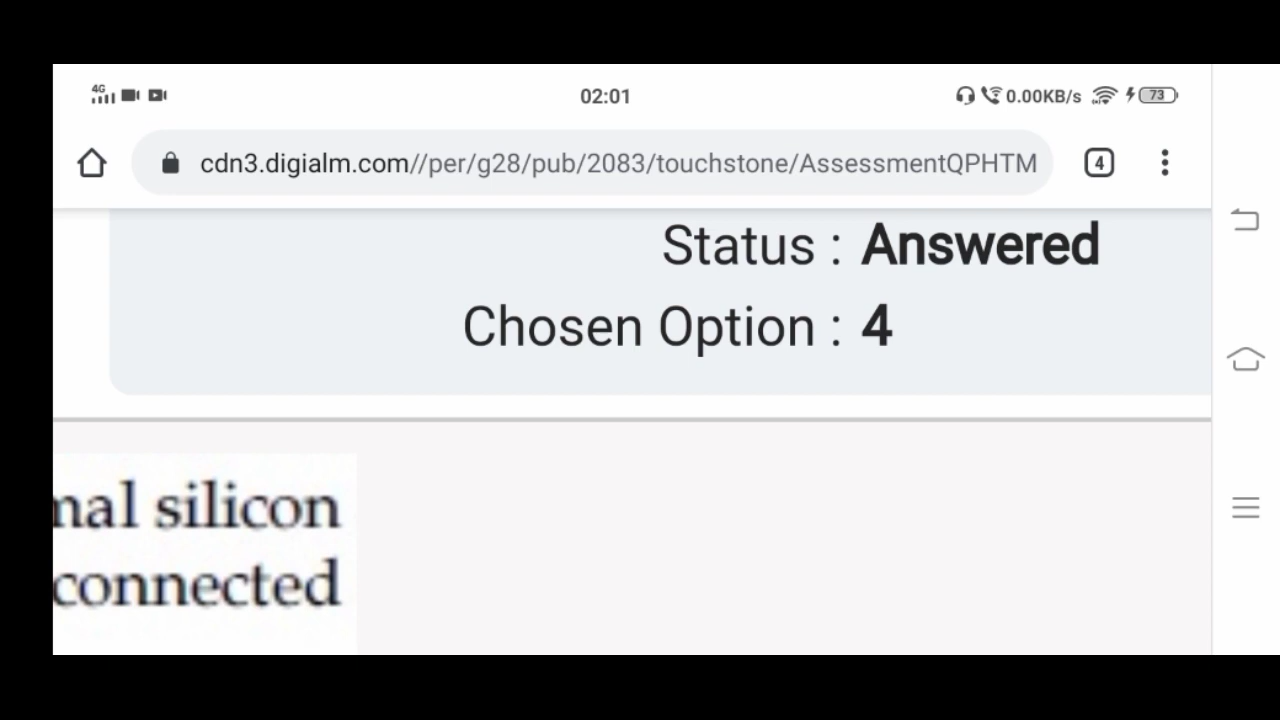 4G 02:01 0.00KB/s 73
cdn3.digialm.com//per/g28/pub/2083/touchstone/AssessmentQPHTM 4
Status : Answered
Chosen Option : 4
nal silicon
connected